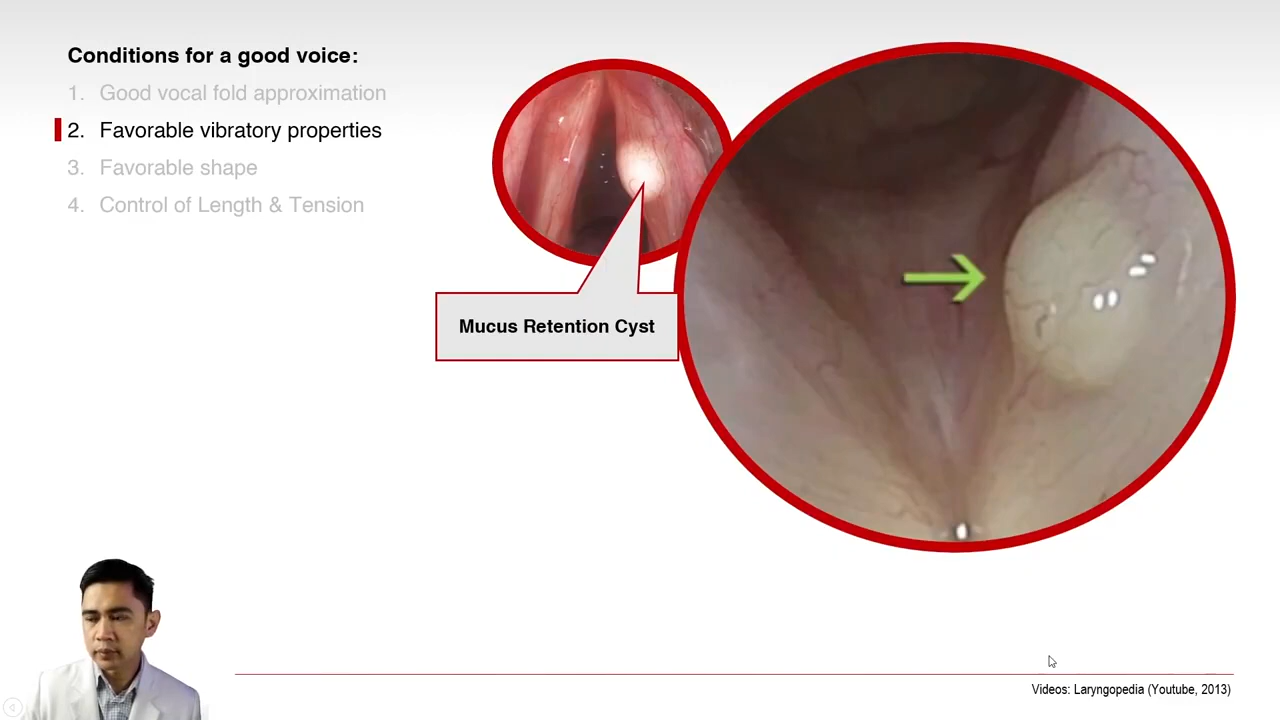 Conditions for a good voice:
1. Good vocal fold approximation
2. Favorable vibratory properties
3. Favorable shape
4. Control of Length & Tension
Mucus Retention Cyst
Videos: Laryngopedia (Youtube, 2013)